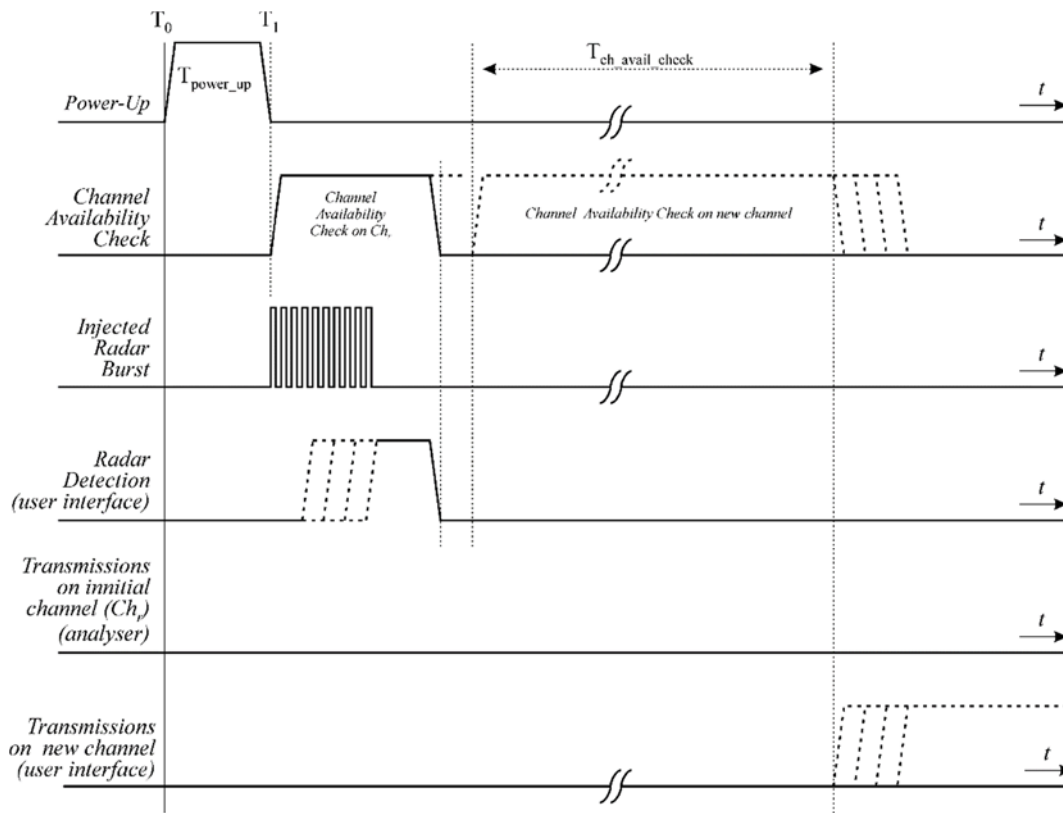 T0
T1
Tpower_up
Tch_avail_check
Power-Up
t
Channel
Availability
Check
Channel
Availability
Check on Chr
Channel Availability Check on new channel
t
Injected
Radar
Burst
t
Radar
Detection
(user interface)
t
Transmissions
on innitial
channel (Chr)
(analyser)
t
Transmissions
on new channel
(user interface)
t